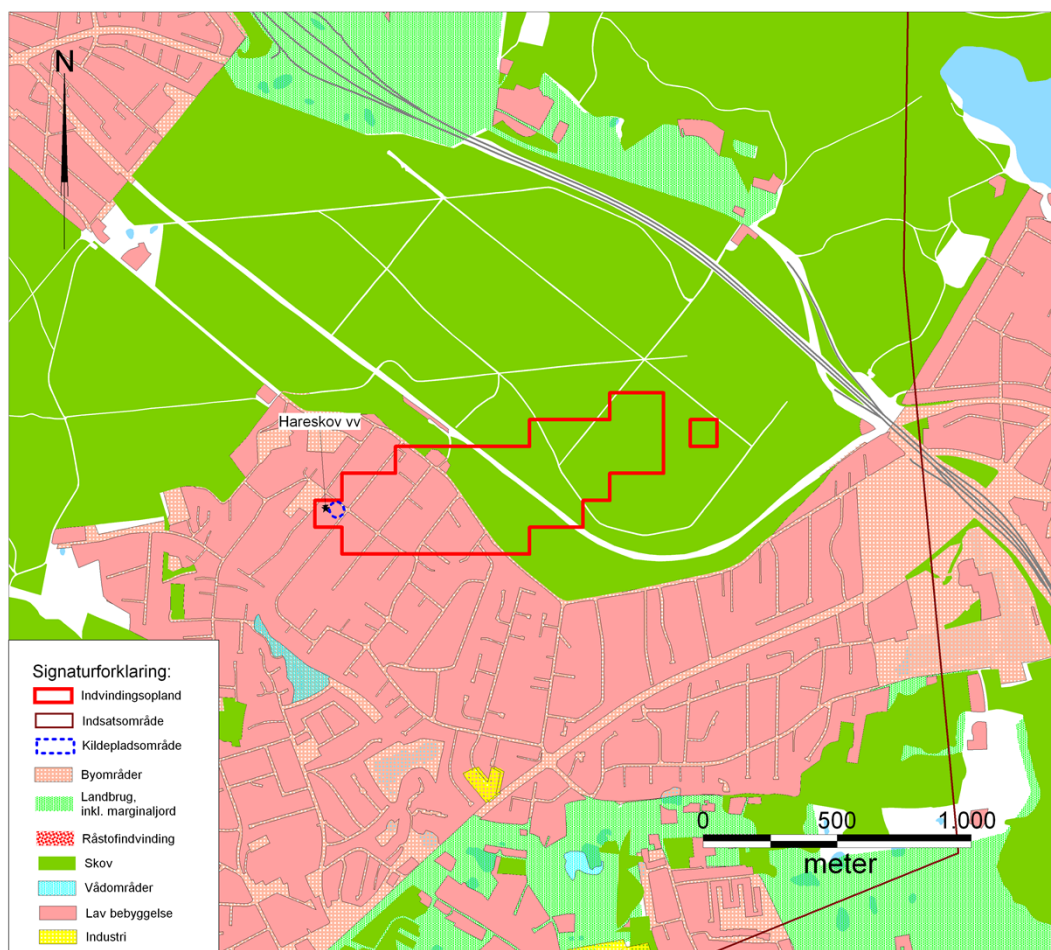 N
Hareskov vv
Signaturforklaring:
Indvindingsopland
Indsatsområde
Kildepladsområde
Byområder
Landbrug,
inkl. marginaljord
Råstofindvinding
Skov
Vådområder
Lav bebyggelse
Industri
0 500 1.000
meter